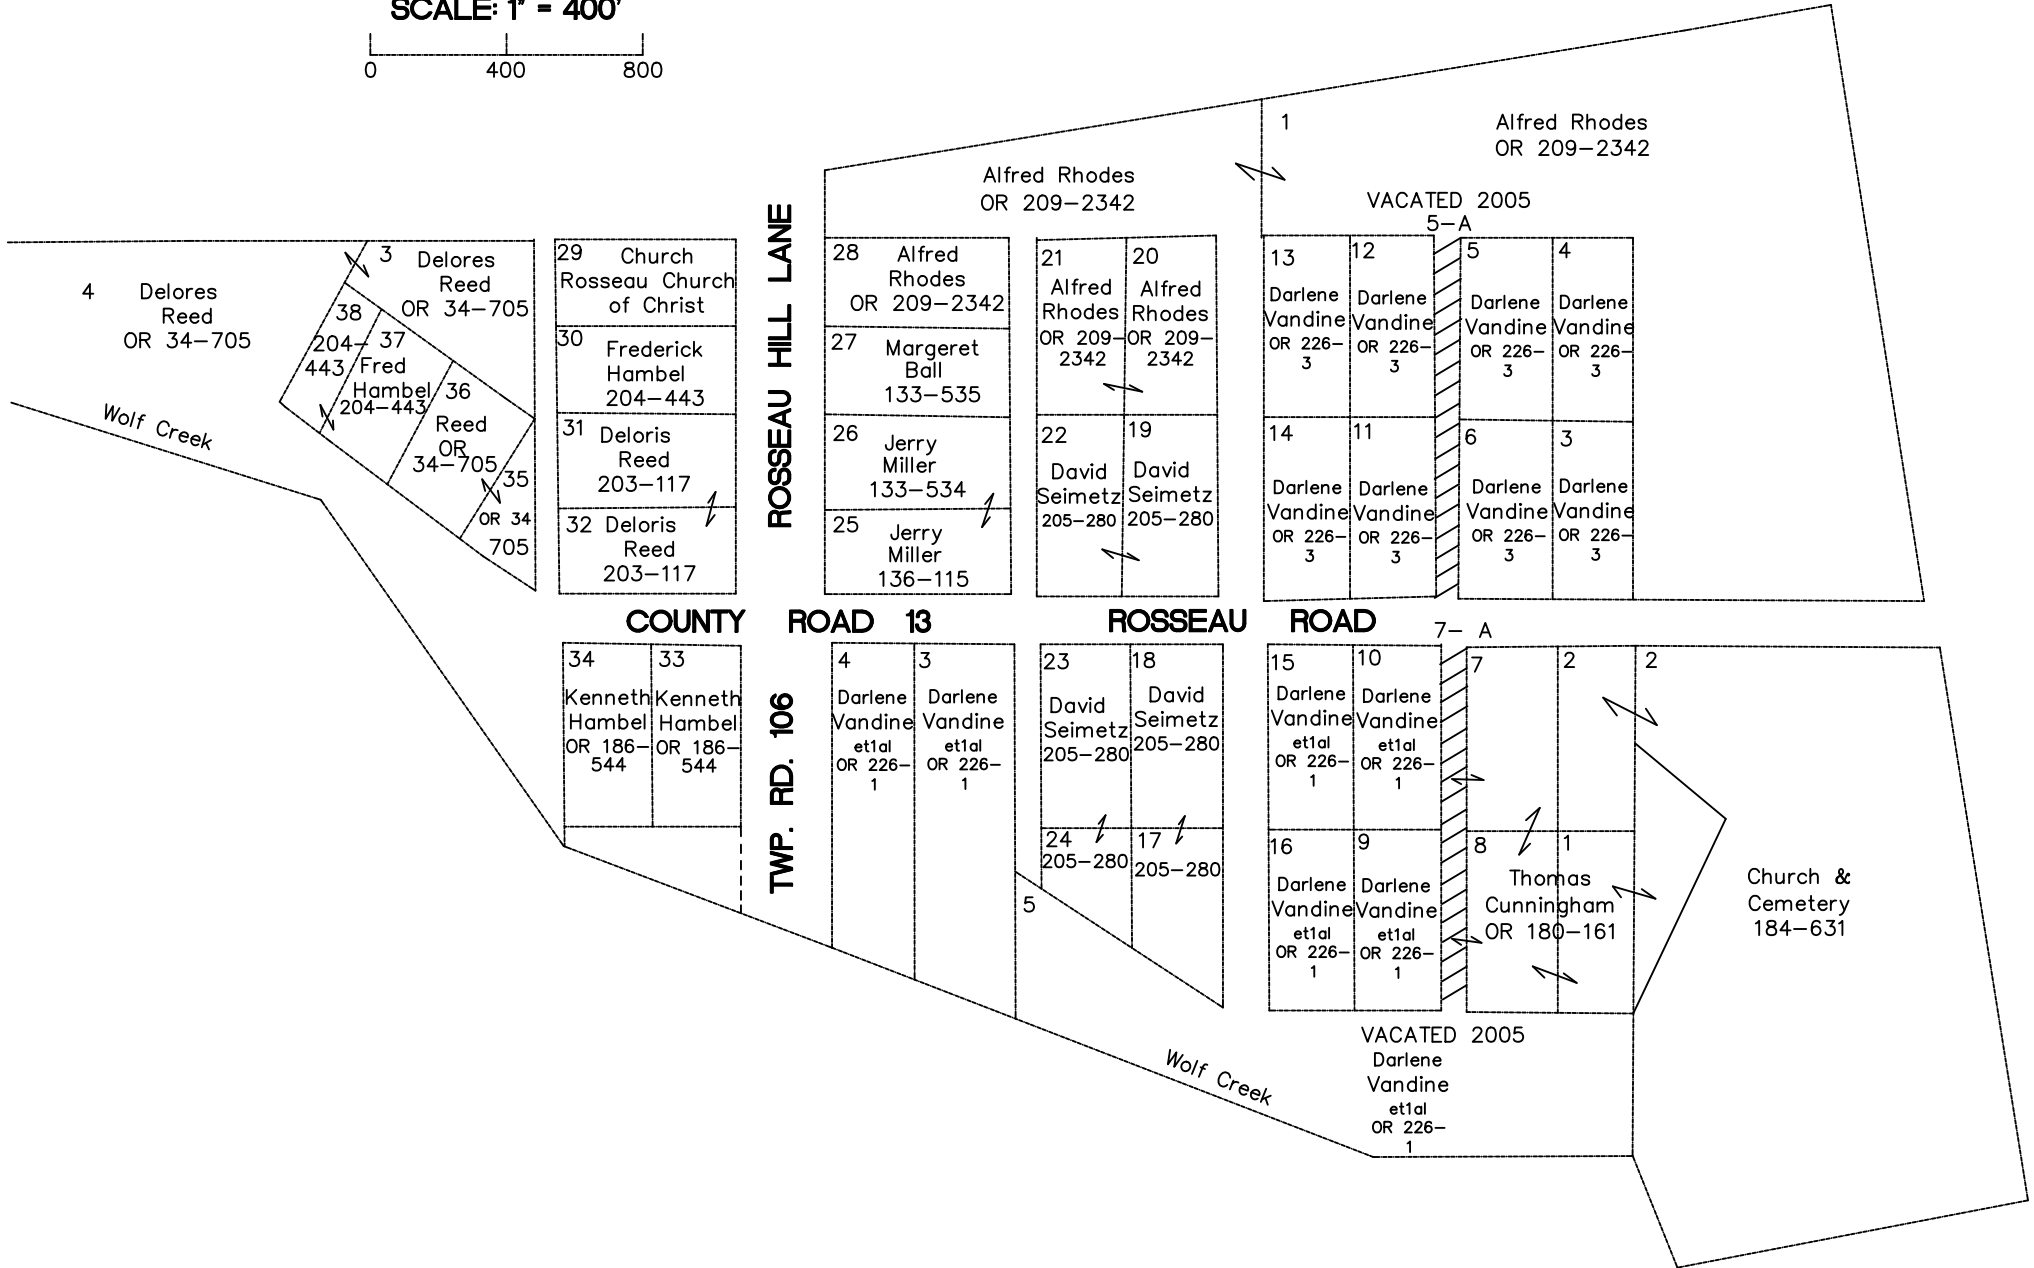 SCALE: 1" = 400'
0 400 800
1
Alfred Rhodes
OR 209-2342
Alfred Rhodes
OR 209-2342
VACATED 2005
5-A
4
Delores
Reed
OR 34-705
3
Delores
Reed
OR 34-705
38
204-
443
37
Fred
Hambel
204-443
36
Reed
OR
34-705
35
OR 34
705
Wolf Creek
29
Church
Rosseau Church
of Christ
30
Frederick
Hambel
204-443
31
Deloris
Reed
203-117
32
Deloris
Reed
203-117
ROSSEAU HILL LANE
28
Alfred
Rhodes
OR 209-2342
27
Margeret
Ball
133-535
26
Jerry
Miller
133-534
25
Jerry
Miller
136-115
21
Alfred
Rhodes
OR 209-
2342
20
Alfred
Rhodes
OR 209-
2342
22
David
Seimetz
205-280
19
David
Seimetz
205-280
13
Darlene
Vandine
OR 226-
3
12
Darlene
Vandine
OR 226-
3
14
Darlene
Vandine
OR 226-
3
11
Darlene
Vandine
OR 226-
3
5
Darlene
Vandine
OR 226-
3
4
Darlene
Vandine
OR 226-
3
6
Darlene
Vandine
OR 226-
3
3
Darlene
Vandine
OR 226-
3
COUNTY ROAD 13 ROSSEAU ROAD
7- A
34
Kenneth
Hambel
OR 186-
544
33
Kenneth
Hambel
OR 186-
544
TWP. RD. 106
4
Darlene
Vandine
et1al
OR 226-
1
3
Darlene
Vandine
et1al
OR 226-
1
23
David
Seimetz
205-280
18
David
Seimetz
205-280
24
205-280
17
205-280
5
15
Darlene
Vandine
et1al
OR 226-
1
10
Darlene
Vandine
et1al
OR 226-
1
16
Darlene
Vandine
et1al
OR 226-
1
9
Darlene
Vandine
et1al
OR 226-
1
7
2
2
8
1
Thomas
Cunningham
OR 180-161
Church &
Cemetery
184-631
VACATED 2005
Darlene
Vandine
et1al
OR 226-
1
Wolf Creek